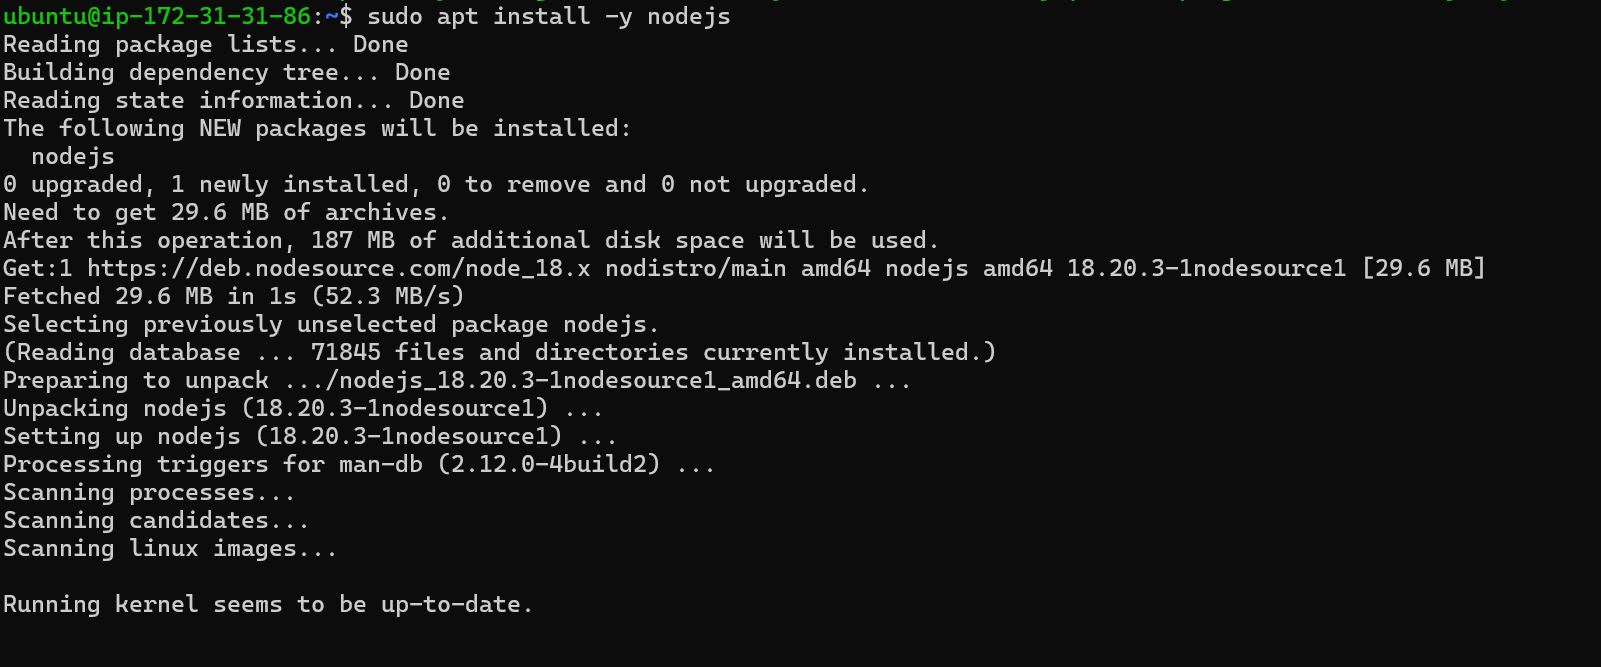 ubuntu@ip-172-31-31-86:~$ sudo apt install -y nodejs
Reading package lists... Done
Building dependency tree... Done
Reading state information... Done
The following NEW packages will be installed:
  nodejs
0 upgraded, 1 newly installed, 0 to remove and 0 not upgraded.
Need to get 29.6 MB of archives.
After this operation, 187 MB of additional disk space will be used.
Get:1 https://deb.nodesource.com/node_18.x nodistro/main amd64 nodejs amd64 18.20.3-1nodesource1 [29.6 MB]
Fetched 29.6 MB in 1s (52.3 MB/s)
Selecting previously unselected package nodejs.
(Reading database ... 71845 files and directories currently installed.)
Preparing to unpack .../nodejs_18.20.3-1nodesource1_amd64.deb ...
Unpacking nodejs (18.20.3-1nodesource1) ...
Setting up nodejs (18.20.3-1nodesource1) ...
Processing triggers for man-db (2.12.0-4build2) ...
Scanning processes...
Scanning candidates...
Scanning linux images...

Running kernel seems to be up-to-date.